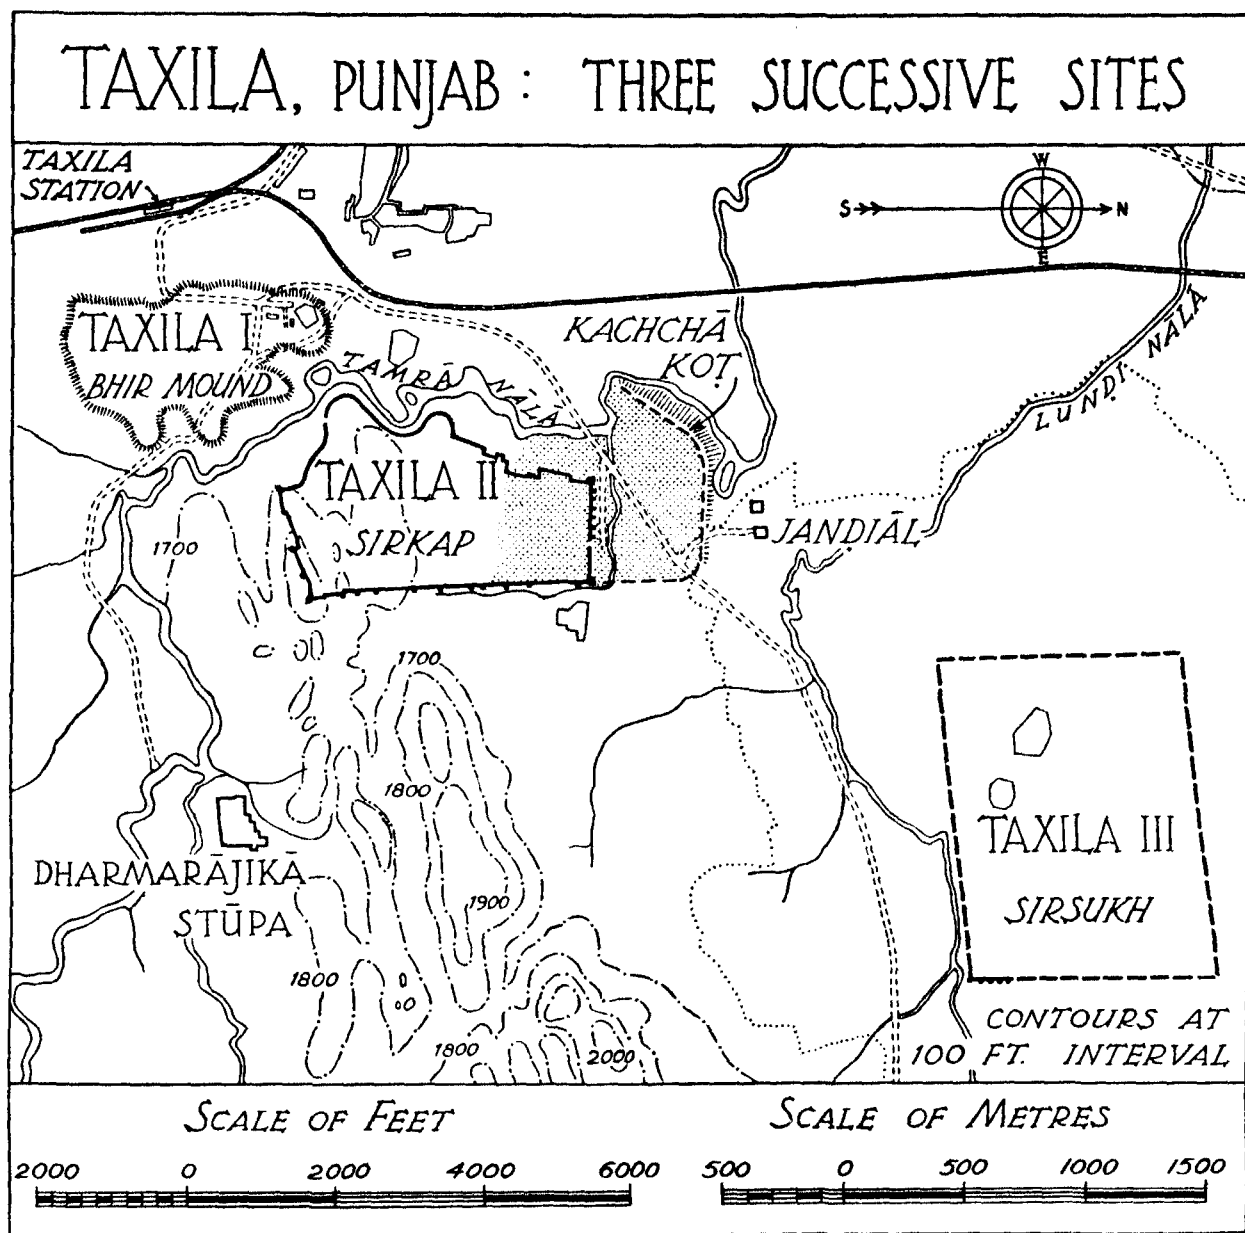 TAXILA, PUNJAB: THREE SUCCESSIVE SITES
TAXILA
STATION
W
S
N
E
TAXILA I
BHIR MOUND
TAMRĀ NĀLĀ
KACHCHĀ
KOṬ
LUNḌI NĀLĀ
TAXILA II
SIRKAP
JANDIĀL
1700
1700
1800
1900
1800
1800
2000
DHARMARĀJIKĀ
STŪPA
TAXILA III
SIRSUKH
CONTOURS AT
100 FT. INTERVAL
SCALE OF FEET
2000 0 2000 4000 6000
SCALE OF METRES
500 0 500 1000 1500